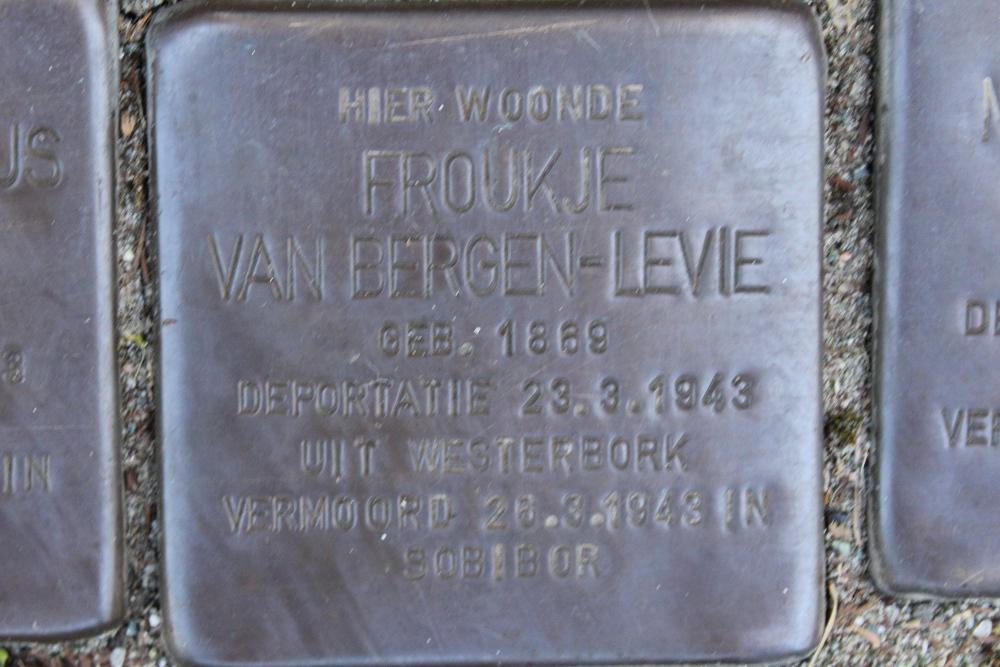 HIER WOONDE
FROUKJE
VAN BERGEN-LEVIE
GEB. 1869
DEPORTATIE 23.3.1943
UIT WESTERBORK
VERMOORD 26.3.1943 IN
SOBIBOR
IN